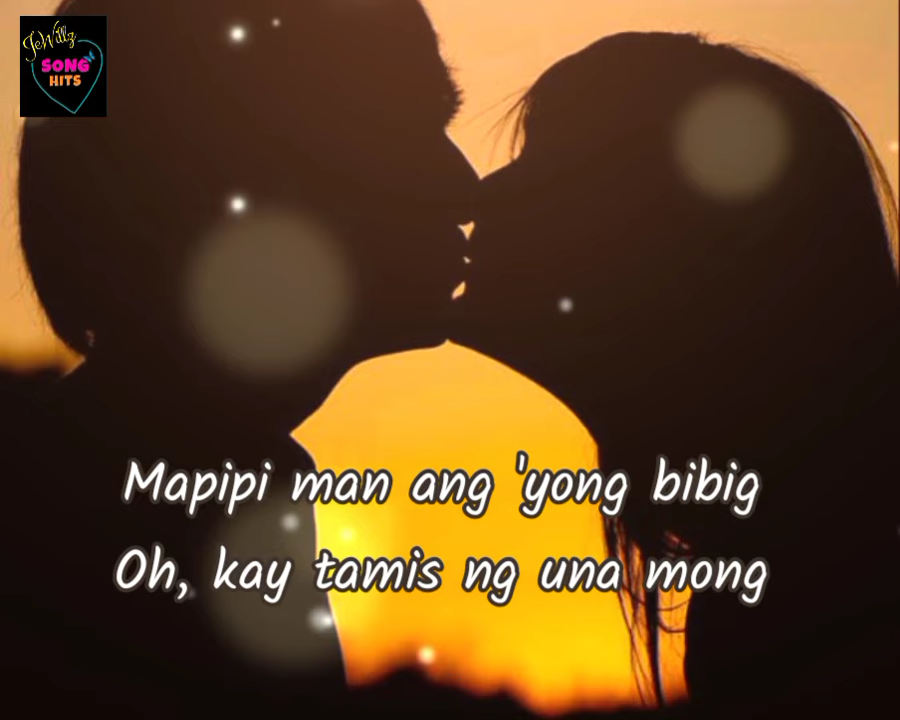 JeWillz
SONG
HITS
Mapipi man ang 'yong bibig
Oh, kay tamis ng una mong